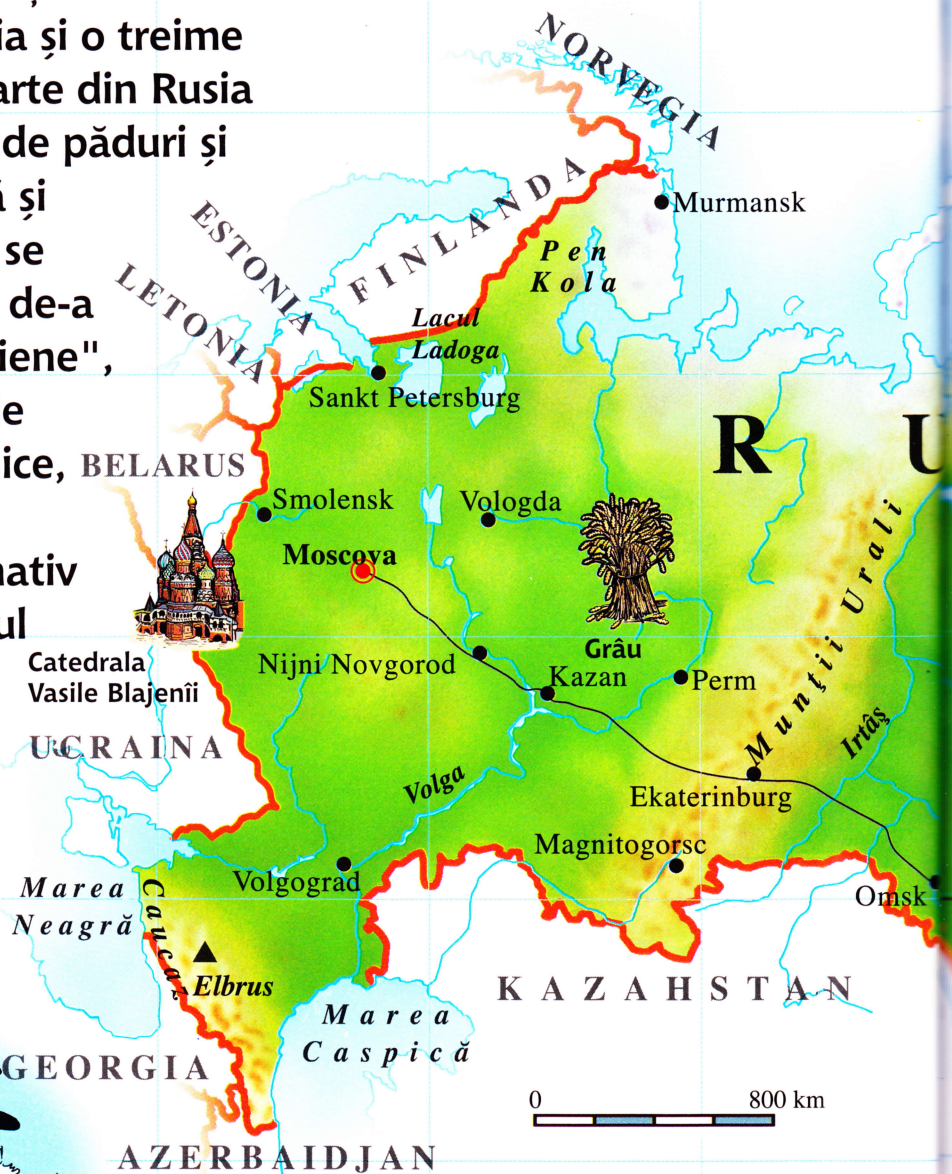 ia și o treime
arte din Rusia
de păduri și
și
se
de-a
iene",
e
ice,
nativ
ul
NORVEGIA
FINLANDA
ESTONIA
LETONIA
BELARUS
UCRAINA
GEORGIA
AZERBAIDJAN
KAZAHSTAN
R U
Murmansk
Pen
Kola
Lacul
Ladoga
Sankt Petersburg
Smolensk
Vologda
Moscova
Catedrala
Vasile Blajenîi
Nijni Novgorod
Grâu
Kazan
Perm
Munţii Urali
Irtâş
Volga
Ekaterinburg
Magnitogorsc
Volgograd
Omsk
Marea
Neagră
Caucaz
Elbrus
Marea
Caspică
0 800 km